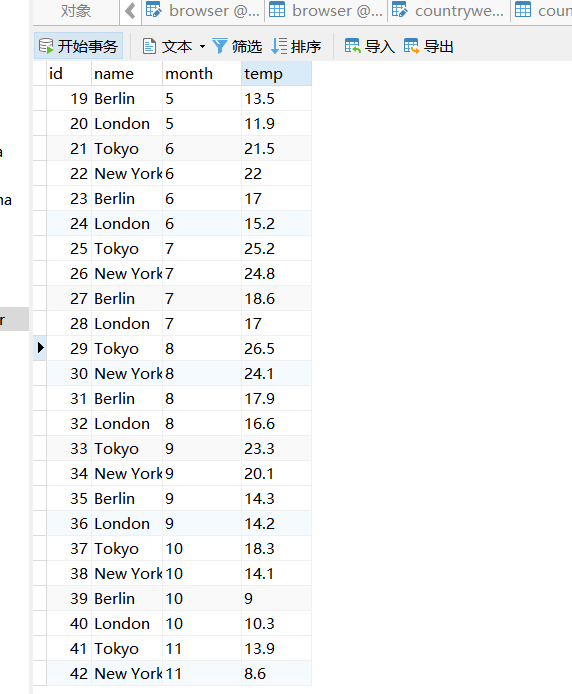 对象 browser @... browser @... countrywe... coun
开始事务 文本 筛选 排序 导入 导出
id name month temp
19 Berlin 5 13.5
20 London 5 11.9
21 Tokyo 6 21.5
22 New York 6 22
23 Berlin 6 17
24 London 6 15.2
25 Tokyo 7 25.2
26 New York 7 24.8
27 Berlin 7 18.6
28 London 7 17
29 Tokyo 8 26.5
30 New York 8 24.1
31 Berlin 8 17.9
32 London 8 16.6
33 Tokyo 9 23.3
34 New York 9 20.1
35 Berlin 9 14.3
36 London 9 14.2
37 Tokyo 10 18.3
38 New York 10 14.1
39 Berlin 10 9
40 London 10 10.3
41 Tokyo 11 13.9
42 New York 11 8.6